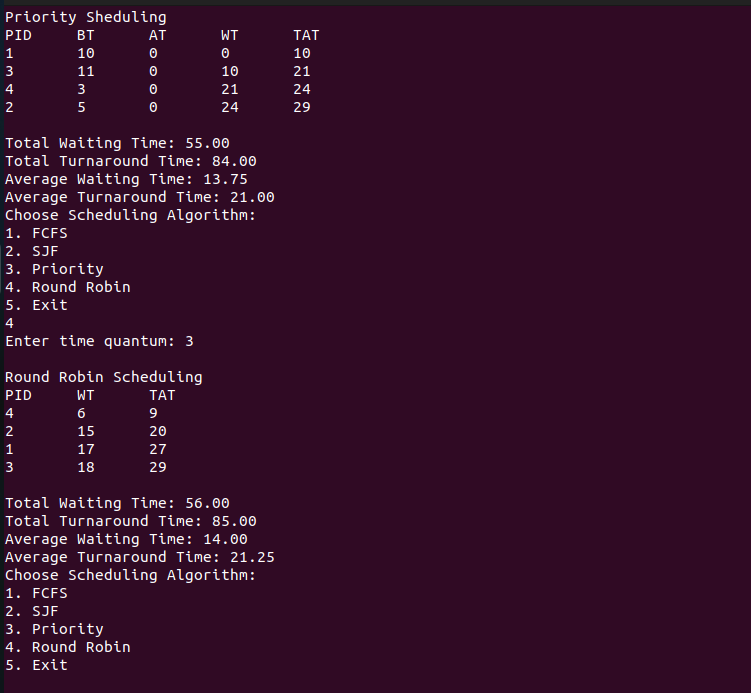 Priority Sheduling
PID BT AT WT TAT
1 10 0 0 10
3 11 0 10 21
4 3 0 21 24
2 5 0 24 29
Total Waiting Time: 55.00
Total Turnaround Time: 84.00
Average Waiting Time: 13.75
Average Turnaround Time: 21.00
Choose Scheduling Algorithm:
1. FCFS
2. SJF
3. Priority
4. Round Robin
5. Exit
4
Enter time quantum: 3
Round Robin Scheduling
PID WT TAT
4 6 9
2 15 20
1 17 27
3 18 29
Total Waiting Time: 56.00
Total Turnaround Time: 85.00
Average Waiting Time: 14.00
Average Turnaround Time: 21.25
Choose Scheduling Algorithm:
1. FCFS
2. SJF
3. Priority
4. Round Robin
5. Exit